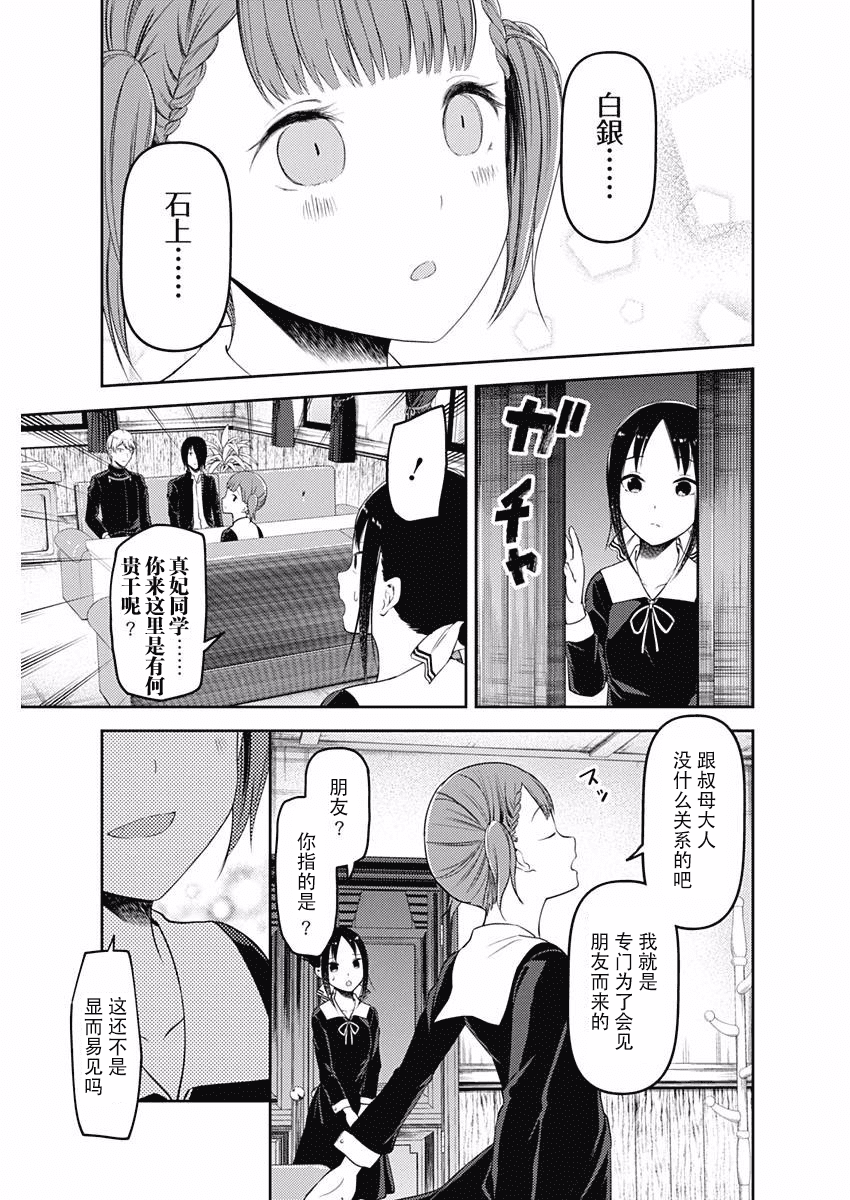 白銀……
石上……
ガチャ
！
真妃同学……
你来这里是有何
贵干呢？
スッ
跟叔母大人
没什么关系的吧
我就是
专门为了会见
朋友而来的
朋友？
你指的是？
这还不是
显而易见吗